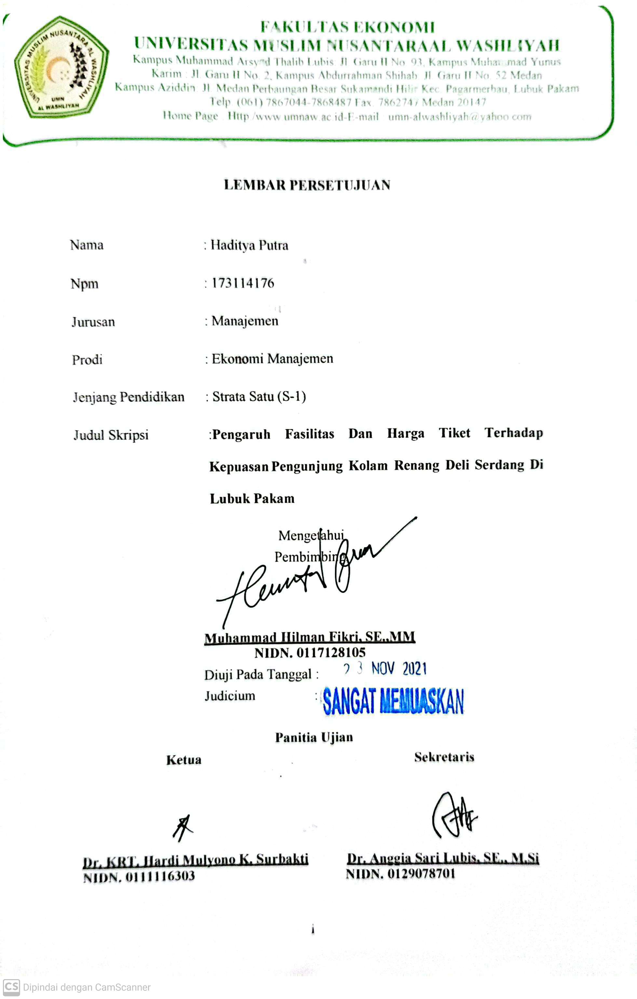 UNIVERSITAS MUSLIM NUSANTARA AL WASHLIYAH
UMN
AL WASHLIYAH
FAKULTAS EKONOMI
UNIVERSITAS MUSLIM NUSANTARAAL WASHLIYAH
Kampus Muhammad Arsyad Thalib Lubis Jl Garu II No 93, Kampus Muhammad Yunus
Karim : Jl. Garu II No. 2, Kampus Abdurrahman Shihab Jl Garu II No. 52 Medan
Kampus Aziddin Jl Medan Perbaungan Besar Sukamandi Hilir Kec. Pagarmerbau, Lubuk Pakam
Telp (061) 7867044-7868487 Fax. 7862747 Medan 20147
Home Page Http /www umnaw ac id-E-mail umn-alwashliyah@yahoo com
LEMBAR PERSETUJUAN
Nama : Haditya Putra
Npm : 173114176
Jurusan : Manajemen
Prodi : Ekonomi Manajemen
Jenjang Pendidikan : Strata Satu (S-1)
Judul Skripsi :Pengaruh Fasilitas Dan Harga Tiket Terhadap
Kepuasan Pengunjung Kolam Renang Deli Serdang Di
Lubuk Pakam
Mengetahui
Pembimbing
Muhammad Hilman Fikri, SE.,MM
NIDN. 0117128105
Diuji Pada Tanggal : 23 NOV 2021
Judicium : SANGAT MEMUASKAN
Panitia Ujian
Ketua Sekretaris
Dr. KRT. Hardi Mulyono K. Surbakti Dr. Anggia Sari Lubis, SE., M.Si
NIDN. 0111116303 NIDN. 0129078701
i
CS Dipindai dengan CamScanner